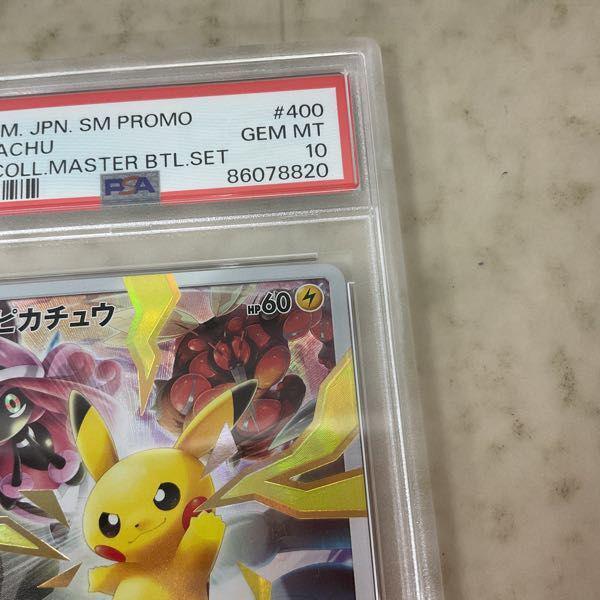 M. JPN. SM PROMO #400
ACHU GEM MT
COLL.MASTER BTL.SET 10
PSA 86078820
ピカチュウ HP60